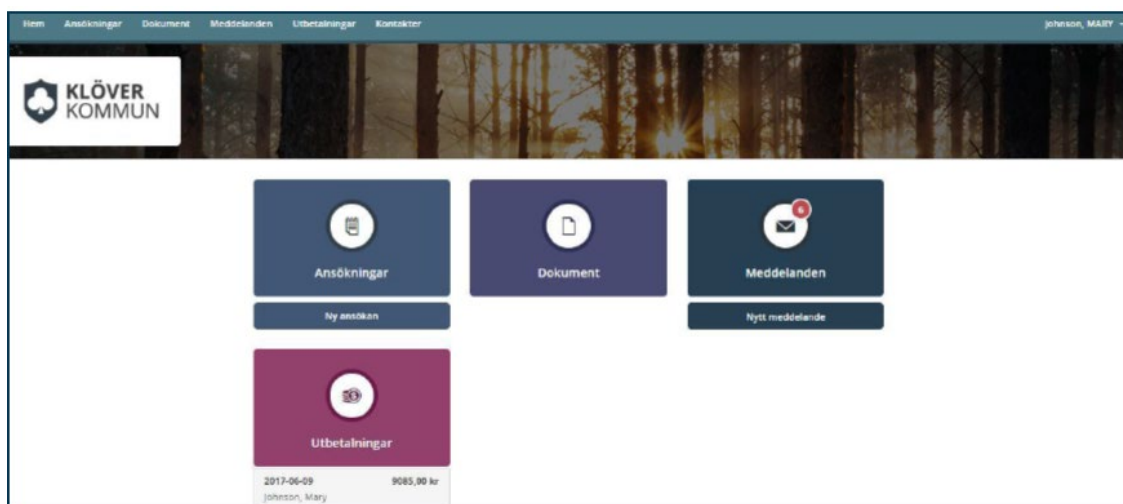 Hem Ansökningar Dokument Meddelanden Utbetalningar Kontakter Johnson, MARY
KLÖVER
KOMMUN
6
Ansökningar Dokument Meddelanden
Ny ansökan Nytt meddelande
Utbetalningar
2017-06-09 9085,00 kr
Johnson, Mary